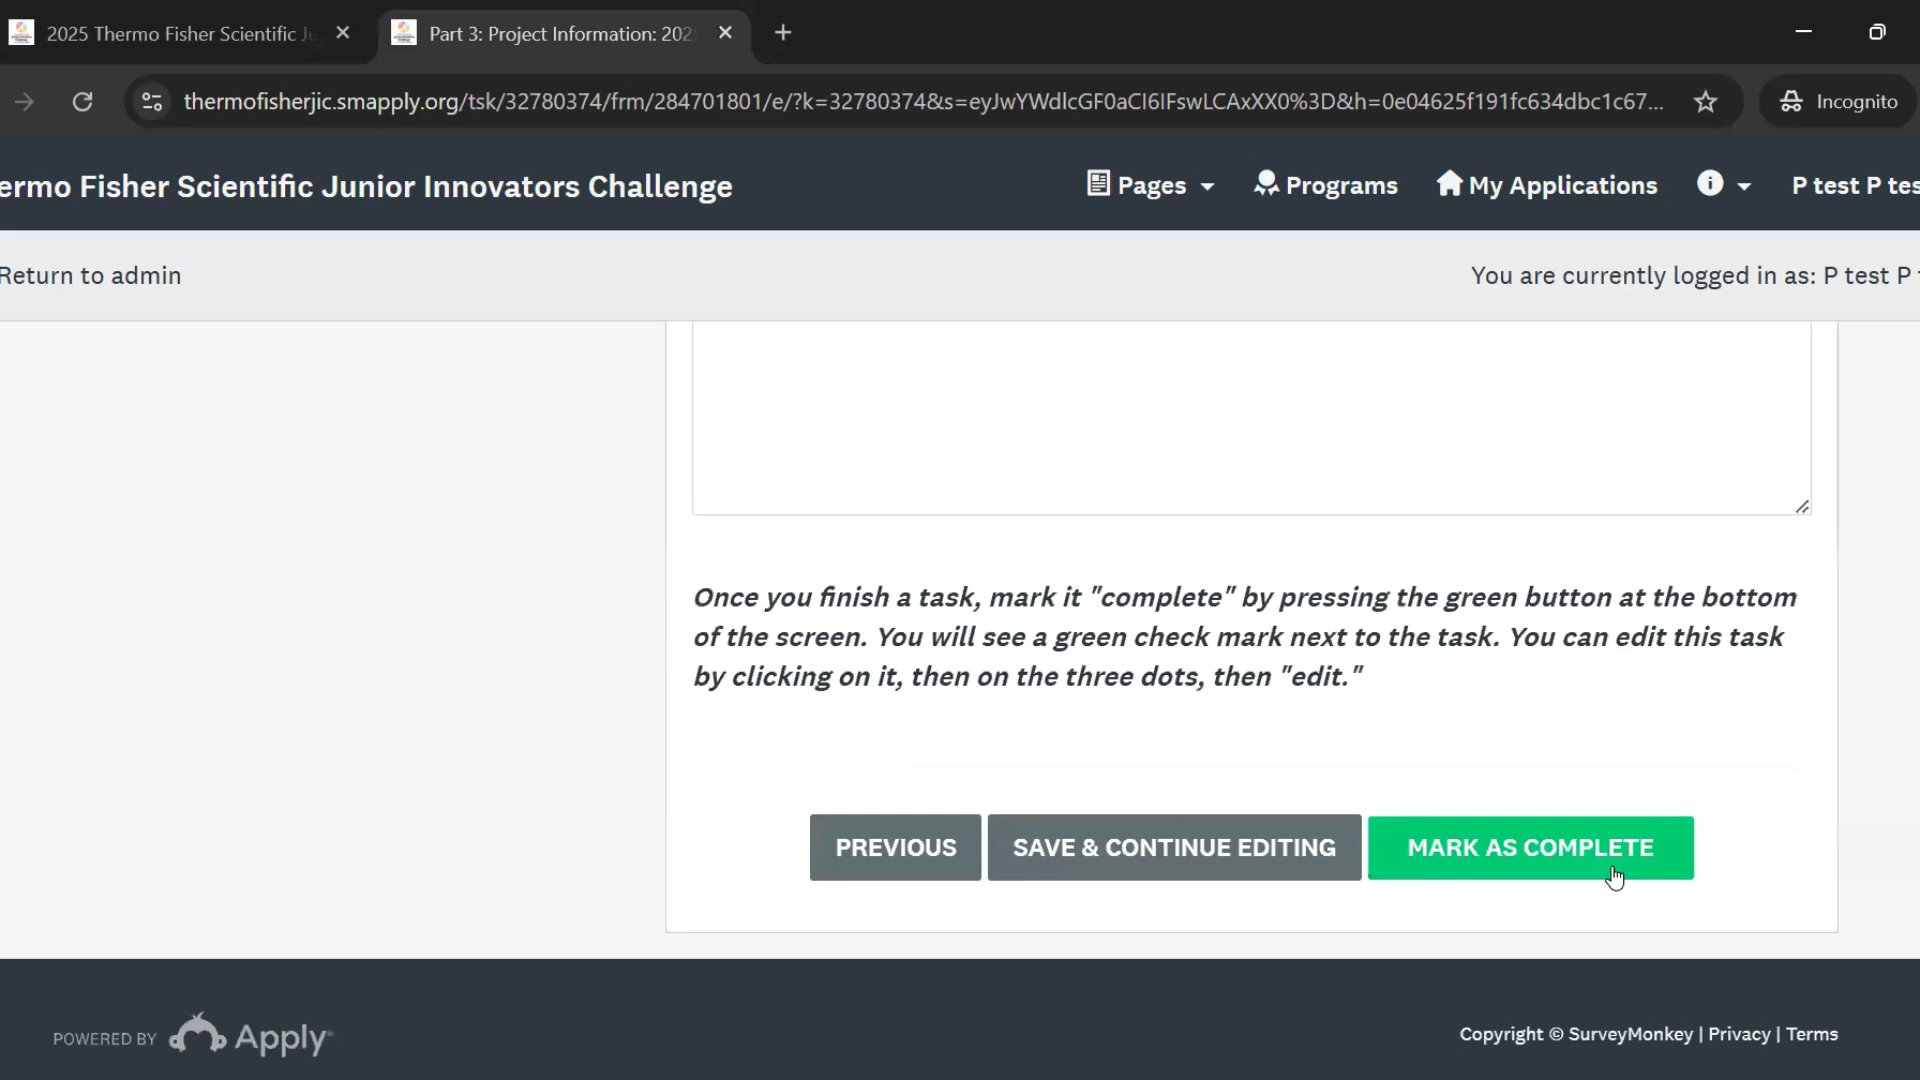 2025 Thermo Fisher Scientific Ju
Part 3: Project Information: 202
thermofisherjic.smapply.org/tsk/32780374/frm/284701801/e/?k=32780374&s=eyJwYWdlcGF0aCI6IFswLCAxXX0%3D&h=0e04625f191fc634dbc1c67...
Incognito
ermo Fisher Scientific Junior Innovators Challenge
Pages
Programs
My Applications
P test P tes
Return to admin
You are currently logged in as: P test P
Once you finish a task, mark it "complete" by pressing the green button at the bottom
of the screen. You will see a green check mark next to the task. You can edit this task
by clicking on it, then on the three dots, then "edit."
PREVIOUS
SAVE & CONTINUE EDITING
MARK AS COMPLETE
POWERED BY Apply
Copyright © SurveyMonkey | Privacy | Terms